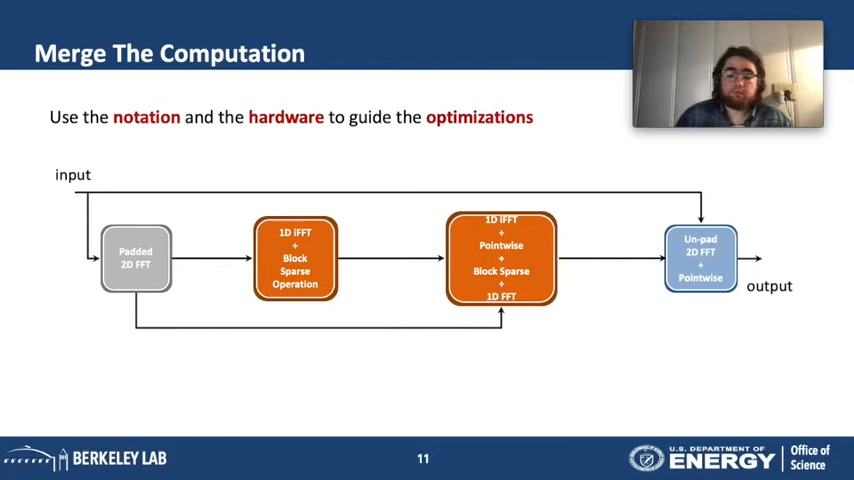 Merge The Computation
Use the notation and the hardware to guide the optimizations
input
Padded
2D FFT
1D iFFT
+
Block
Sparse
Operation
1D iFFT
+
Pointwise
+
Block Sparse
+
1D FFT
Un-pad
2D FFT
+
Pointwise
output
BERKELEY LAB
11
U.S. DEPARTMENT OF
ENERGY
Office of
Science